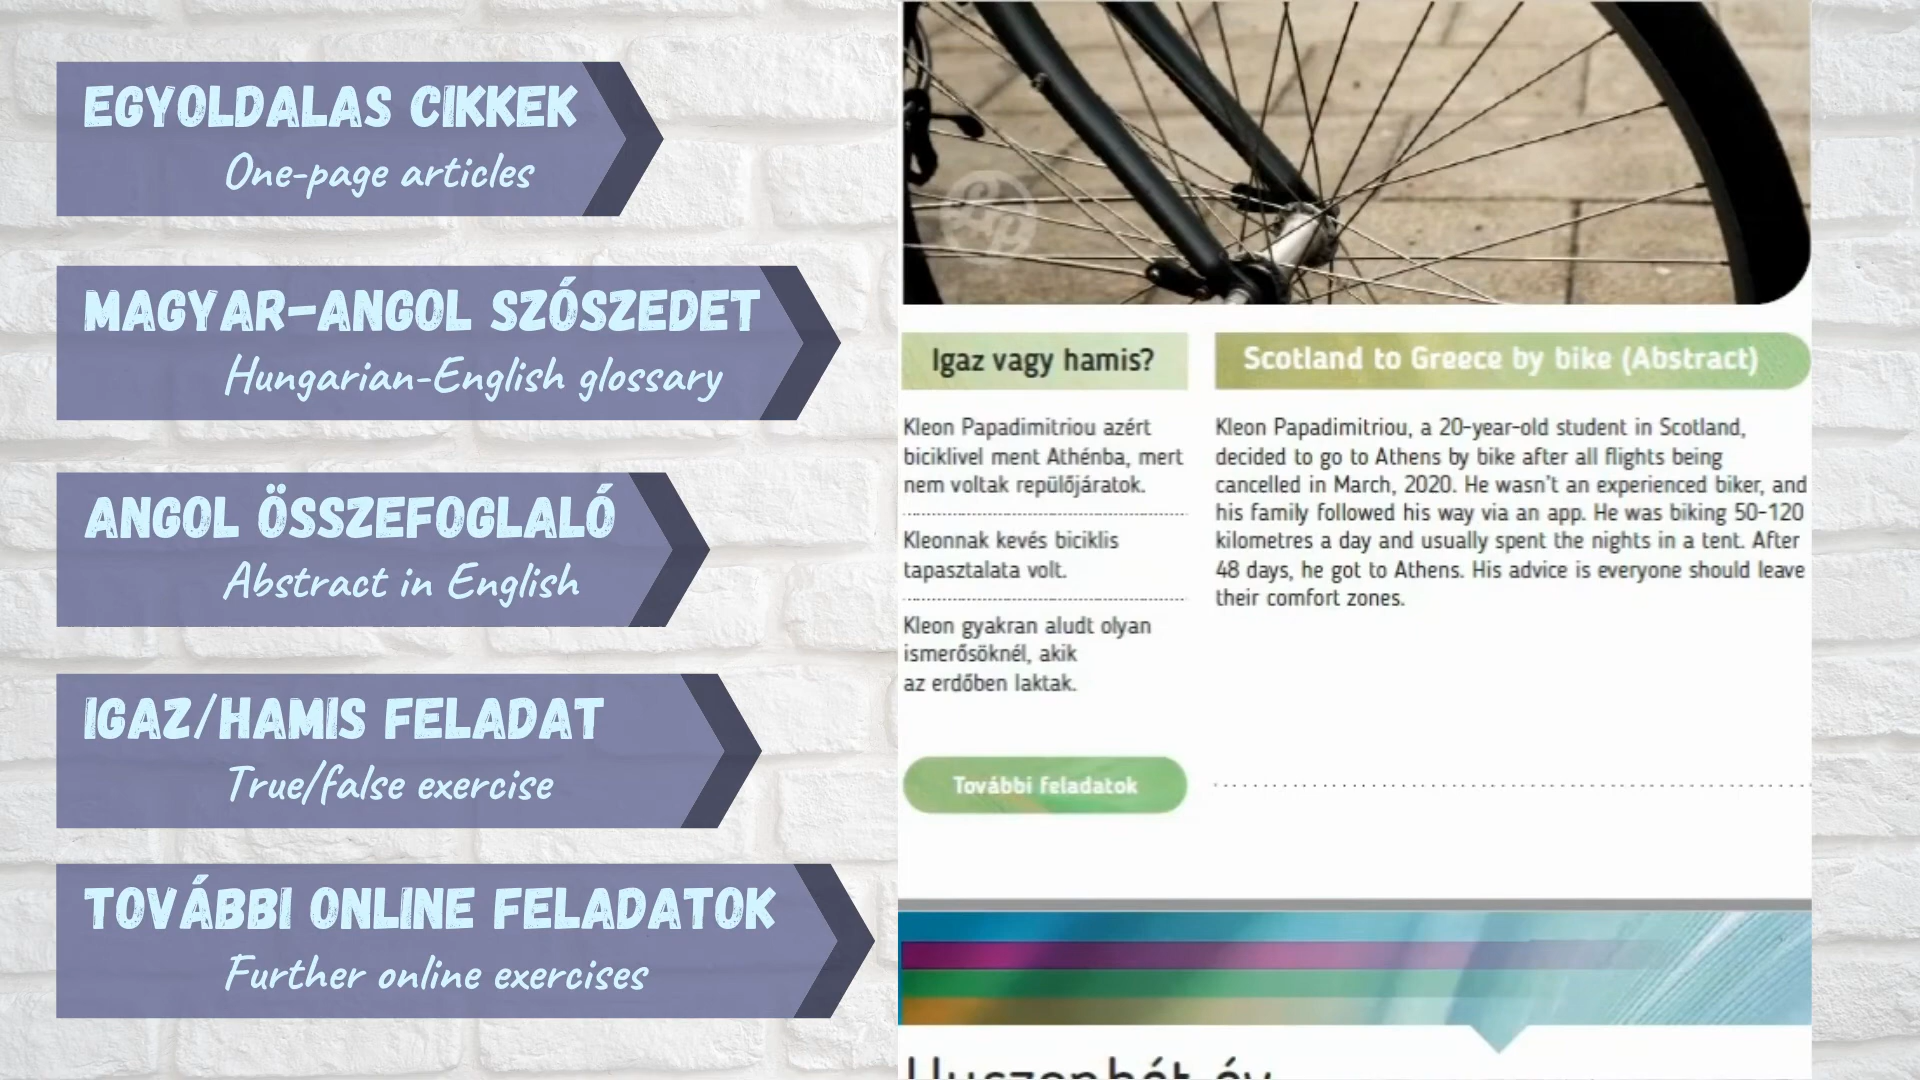 EGYOLDALAS CIKKEK
One-page articles
MAGYAR-ANGOL SZÓSZEDET
Hungarian-English glossary
ANGOL ÖSSZEFOGLALÓ
Abstract in English
IGAZ/HAMIS FELADAT
True/false exercise
TOVÁBBI ONLINE FELADATOK
Further online exercises
Igaz vagy hamis?
Kleon Papadimitriou azért
biciklivel ment Athénba, mert
nem voltak repülőjáratok.
Kleonnak kevés biciklis
tapasztalata volt.
Kleon gyakran aludt olyan
ismerősöknél, akik
az erdőben laktak.
További feladatok
Scotland to Greece by bike (Abstract)
Kleon Papadimitriou, a 20-year-old student in Scotland,
decided to go to Athens by bike after all flights being
cancelled in March, 2020. He wasn't an experienced biker, and
his family followed his way via an app. He was biking 50-120
kilometres a day and usually spent the nights in a tent. After
48 days, he got to Athens. His advice is everyone should leave
their comfort zones.
Huszonhét év